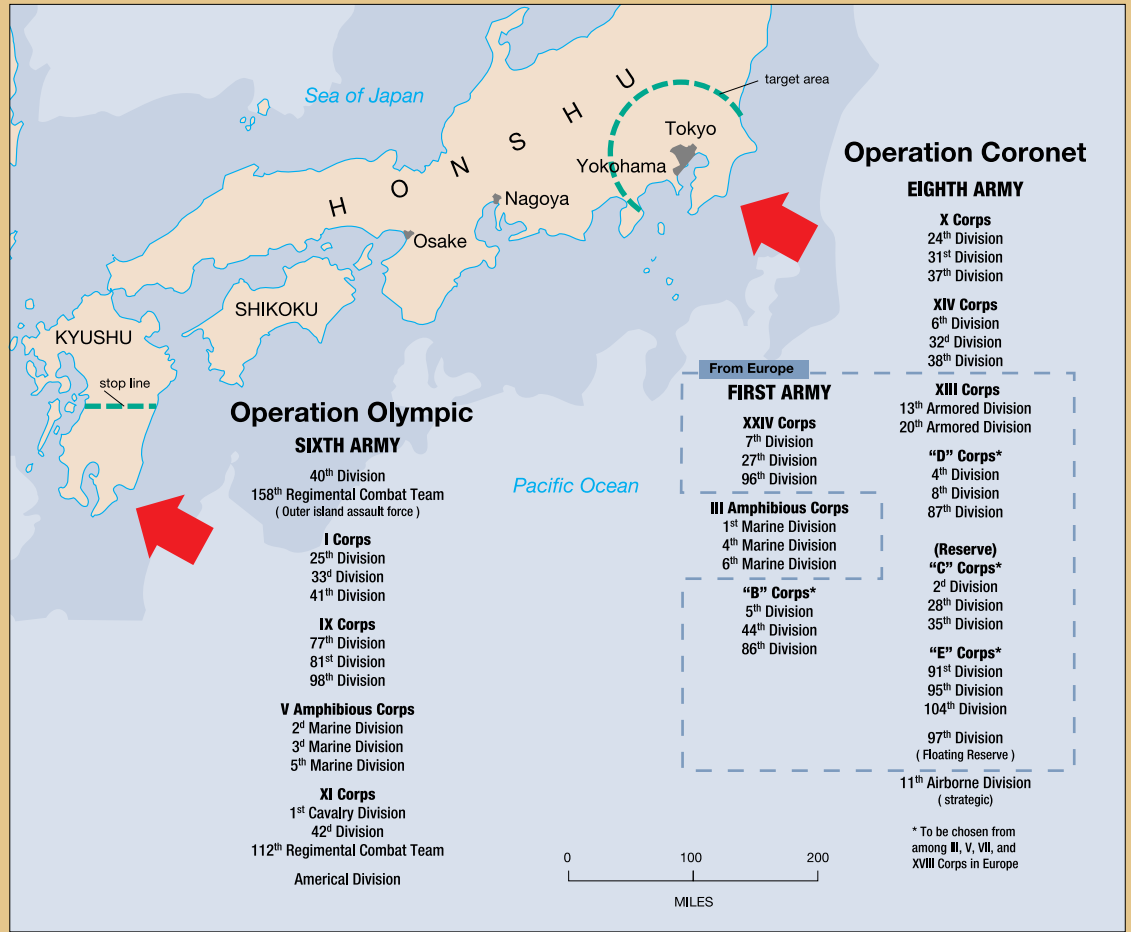 Sea of Japan
HONSHU
target area
Tokyo
Yokohama
Nagoya
Osake
SHIKOKU
KYUSHU
stop line
Pacific Ocean
Operation Olympic
SIXTH ARMY
40th Division
158th Regimental Combat Team
( Outer island assault force )
I Corps
25th Division
33d Division
41th Division
IX Corps
77th Division
81st Division
98th Division
V Amphibious Corps
2d Marine Division
3d Marine Division
5th Marine Division
XI Corps
1st Cavalry Division
42d Division
112th Regimental Combat Team
Americal Division
Operation Coronet
EIGHTH ARMY
X Corps
24th Division
31st Division
37th Division
XIV Corps
6th Division
32d Division
38th Division
From Europe
FIRST ARMY
XXIV Corps
7th Division
27th Division
96th Division
III Amphibious Corps
1st Marine Division
4th Marine Division
6th Marine Division
"B" Corps*
5th Division
44th Division
86th Division
XIII Corps
13th Armored Division
20th Armored Division
"D" Corps*
4th Division
8th Division
87th Division
(Reserve)
"C" Corps*
2d Division
28th Division
35th Division
"E" Corps*
91st Division
95th Division
104th Division
97th Division
( Floating Reserve )
11th Airborne Division
( strategic)
* To be chosen from
among III, V, VII, and
XVIII Corps in Europe
0 100 200
MILES